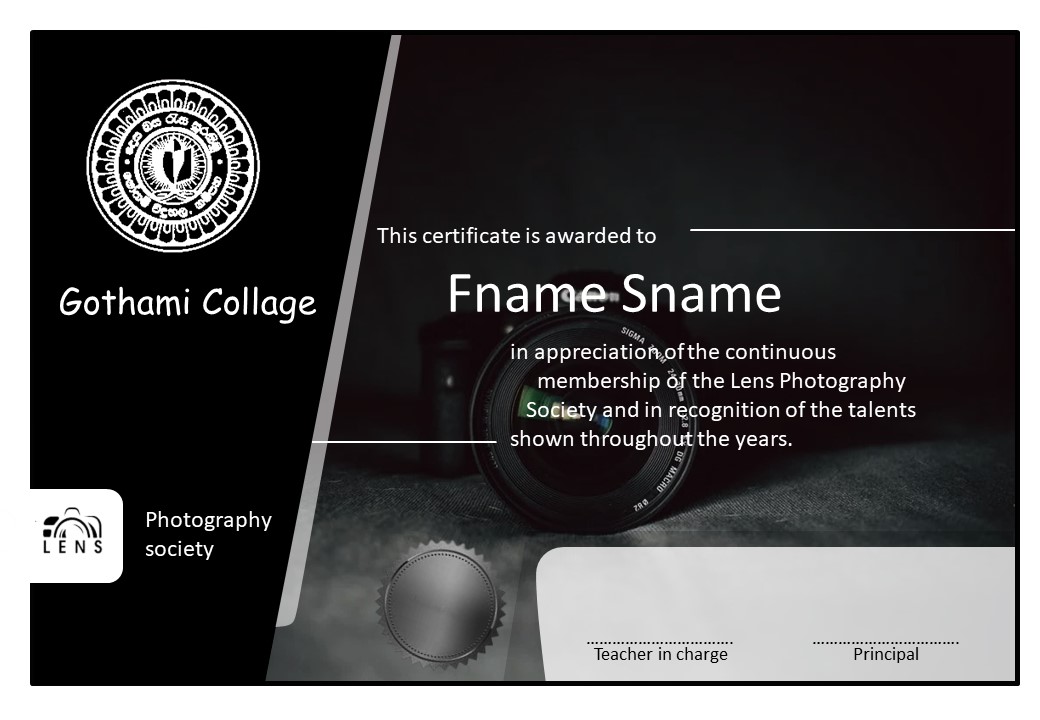 Gothami Collage
This certificate is awarded to
Fname Sname
in appreciation of the continuous
membership of the Lens Photography
Society and in recognition of the talents
shown throughout the years.
SIGMA ZOOM
DG MACRO
Ø82
LENS
Photography
society
……………………………. …………………………….
Teacher in charge Principal